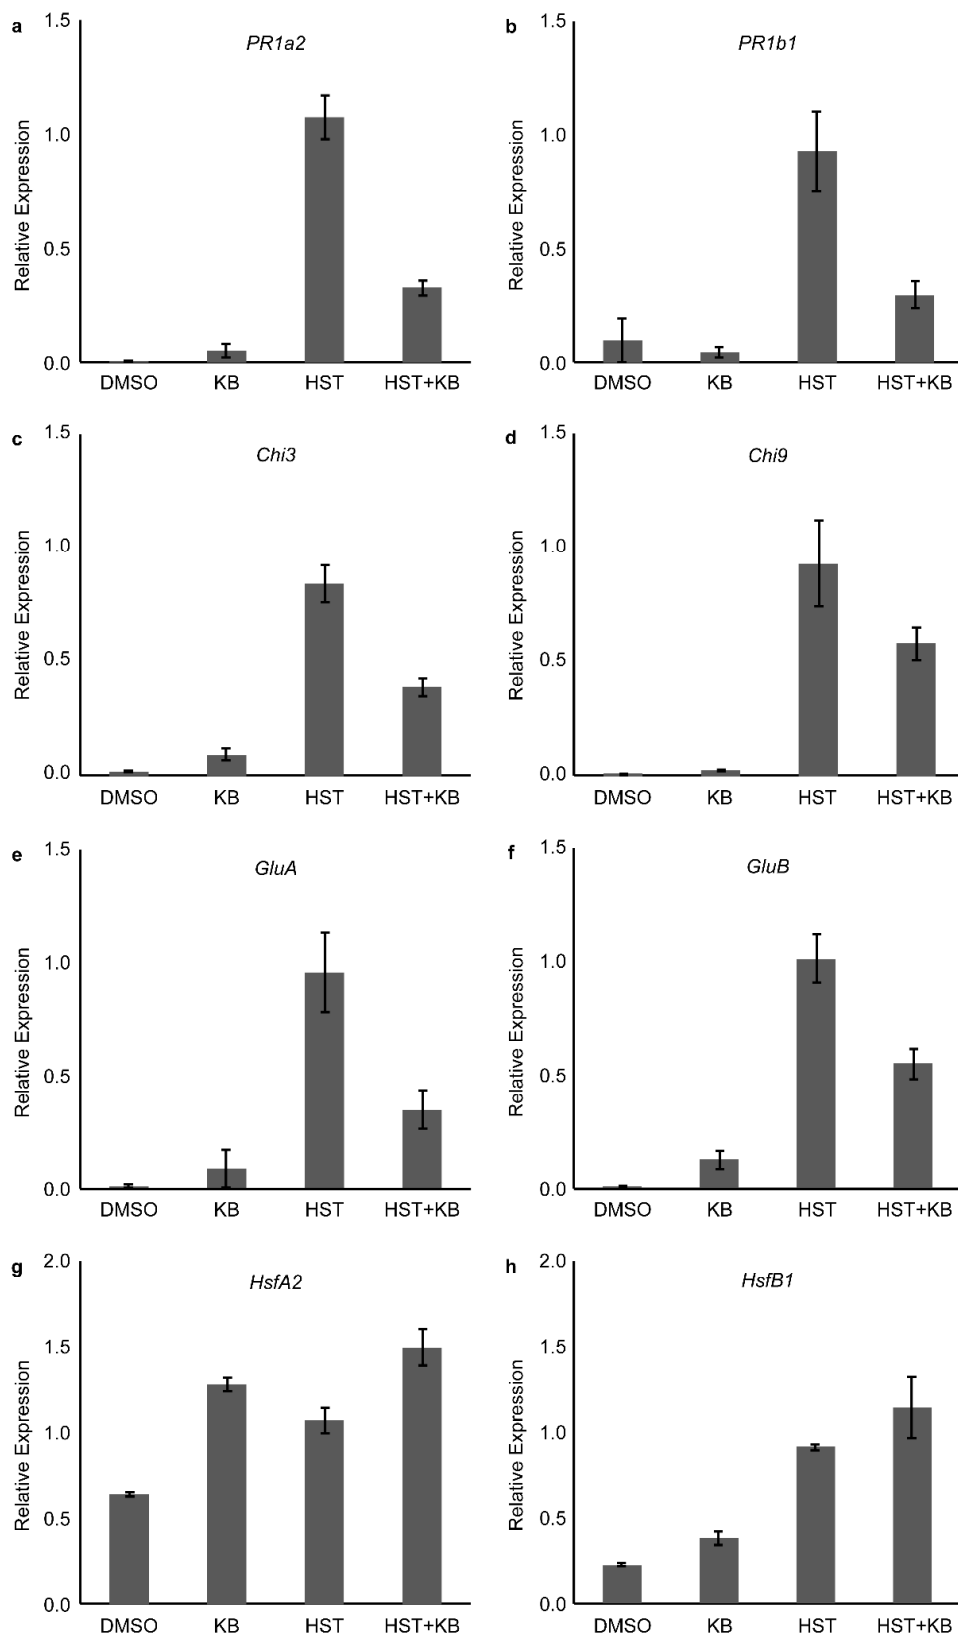 a
PR1a2
Relative Expression
1.5
1.0
0.5
0.0
DMSO KB HST HST+KB
b
PR1b1
Relative Expression
1.5
1.0
0.5
0.0
DMSO KB HST HST+KB
c
Chi3
Relative Expression
1.5
1.0
0.5
0.0
DMSO KB HST HST+KB
d
Chi9
Relative Expression
1.5
1.0
0.5
0.0
DMSO KB HST HST+KB
e
GluA
Relative Expression
1.5
1.0
0.5
0.0
DMSO KB HST HST+KB
f
GluB
Relative Expression
1.5
1.0
0.5
0.0
DMSO KB HST HST+KB
g
HsfA2
Relative Expression
2.0
1.5
1.0
0.5
0.0
DMSO KB HST HST+KB
h
HsfB1
Relative Expression
2.0
1.5
1.0
0.5
0.0
DMSO KB HST HST+KB